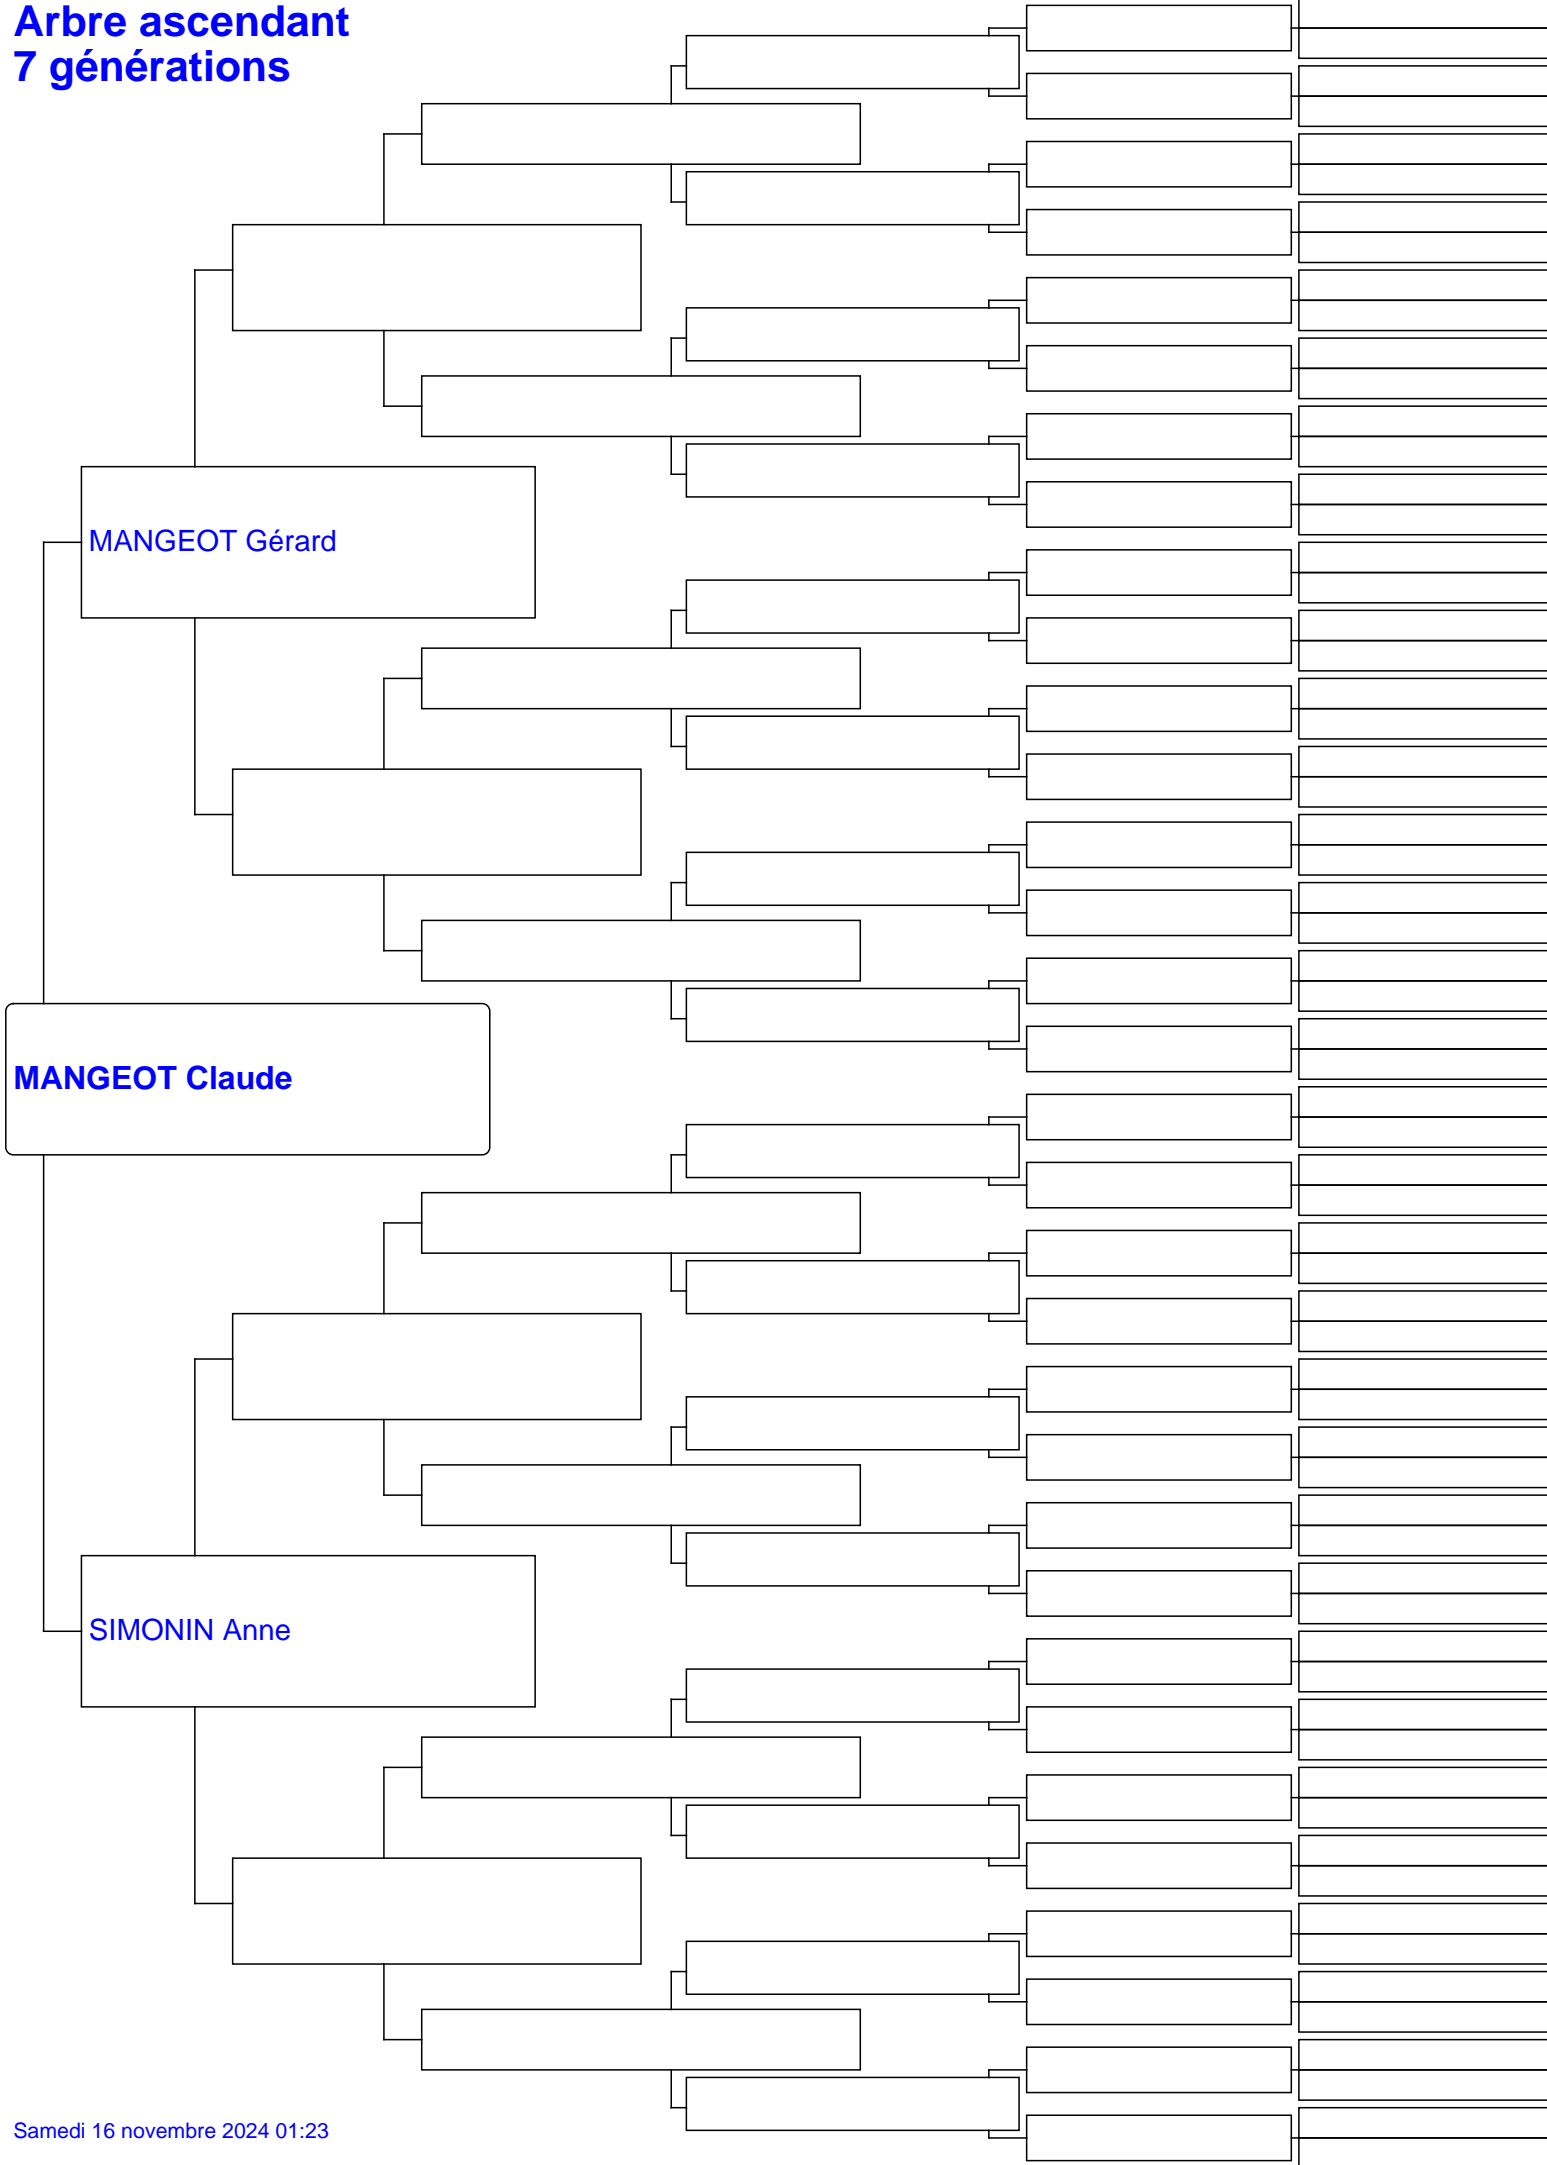 Arbre ascendant
7 générations
MANGEOT Gérard
MANGEOT Claude
SIMONIN Anne
Samedi 16 novembre 2024 01:23